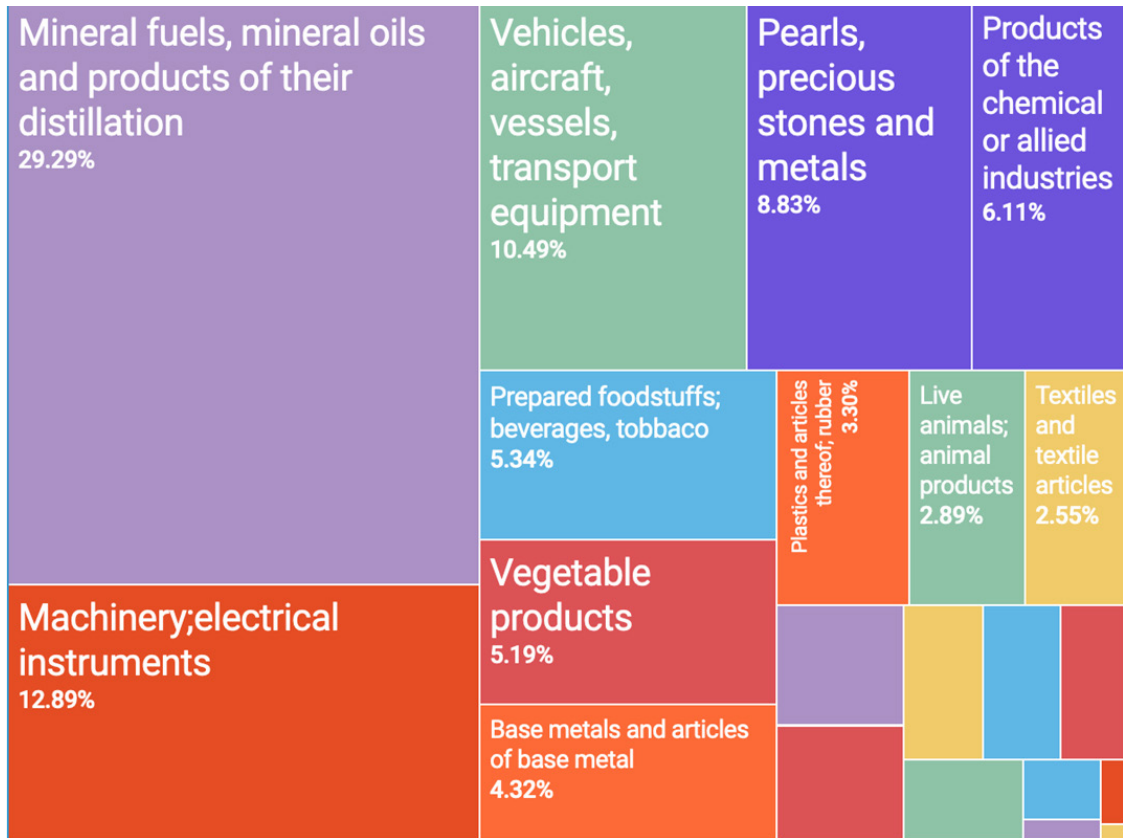 Mineral fuels, mineral oils
and products of their
distillation
29.29%
Machinery;electrical
instruments
12.89%
Vehicles,
aircraft,
vessels,
transport
equipment
10.49%
Pearls,
precious
stones and
metals
8.83%
Products
of the
chemical
or allied
industries
6.11%
Prepared foodstuffs;
beverages, tobbaco
5.34%
Vegetable
products
5.19%
Base metals and articles
of base metal
4.32%
Plastics and articles
thereof; rubber
3.30%
Live
animals;
animal
products
2.89%
Textiles
and
textile
articles
2.55%